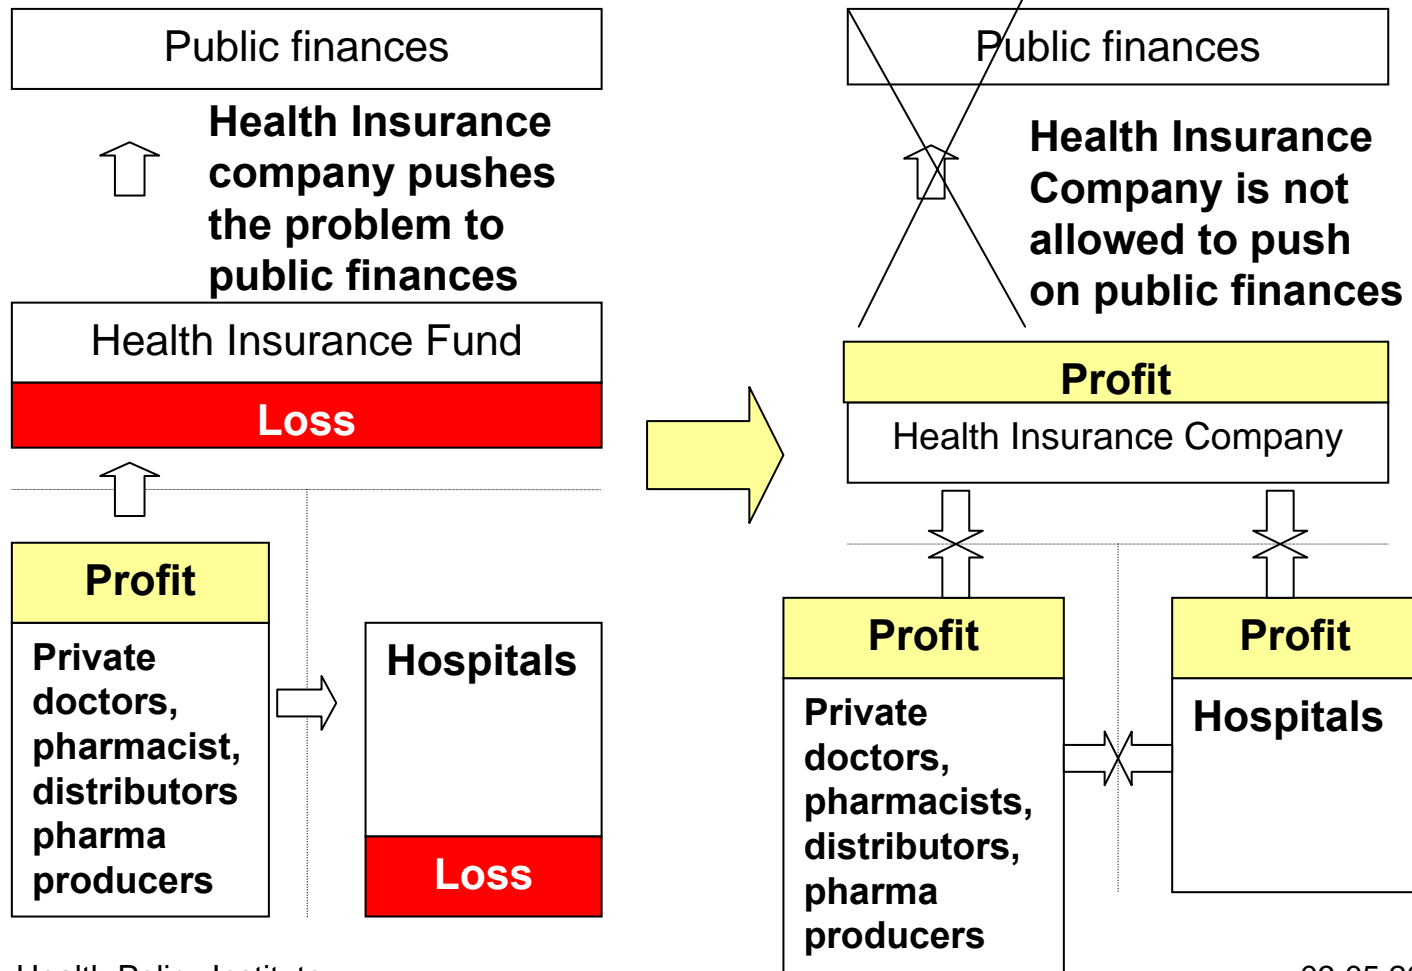 Public finances
Health Insurance
company pushes
the problem to
public finances
Health Insurance Fund
Loss
Profit
Private
doctors,
pharmacist,
distributors
pharma
producers
Hospitals
Loss
Public finances
Health Insurance
Company is not
allowed to push
on public finances
Profit
Health Insurance Company
Profit
Private
doctors,
pharmacists,
distributors,
pharma
producers
Profit
Hospitals